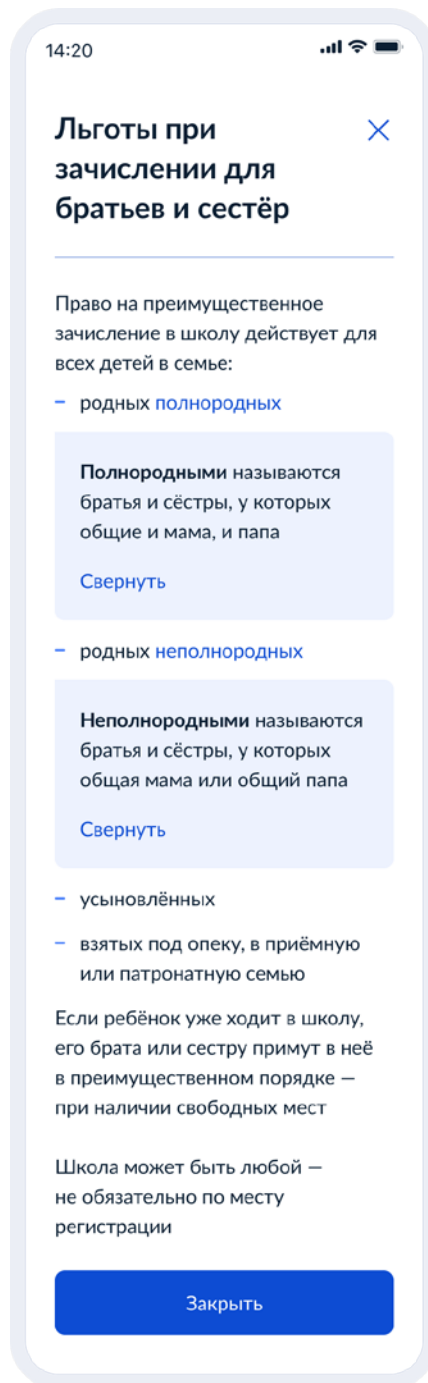 14:20
Льготы при
зачислении для
братьев и сестёр
Право на преимущественное
зачисление в школу действует для
всех детей в семье:
– родных полнородных
Полнородными называются
братья и сёстры, у которых
общие и мама, и папа
Свернуть
– родных неполнородных
Неполнородными называются
братья и сёстры, у которых
общая мама или общий папа
Свернуть
– усыновлённых
– взятых под опеку, в приёмную
или патронатную семью
Если ребёнок уже ходит в школу,
его брата или сестру примут в неё
в преимущественном порядке —
при наличии свободных мест
Школа может быть любой —
не обязательно по месту
регистрации
Закрыть